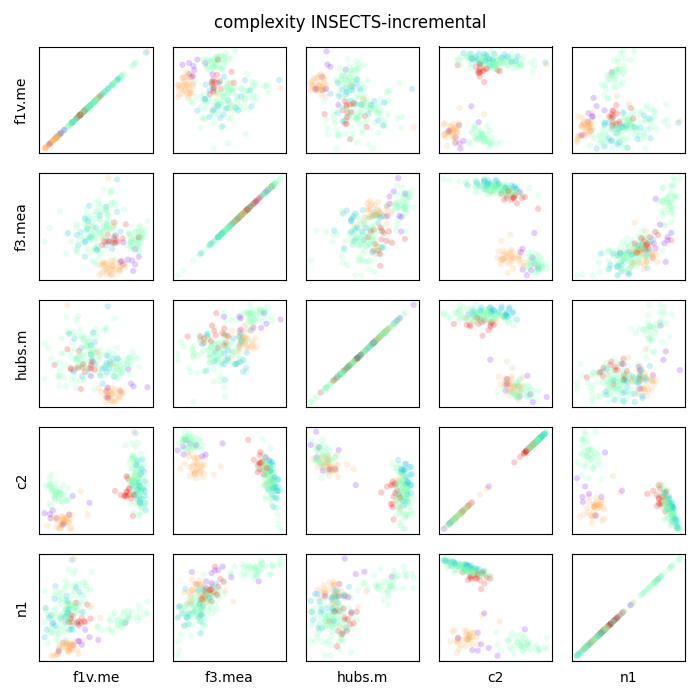 complexity INSECTS-incremental
f1v.me
f3.mea
hubs.m
c2
n1
f1v.me
f3.mea
hubs.m
c2
n1